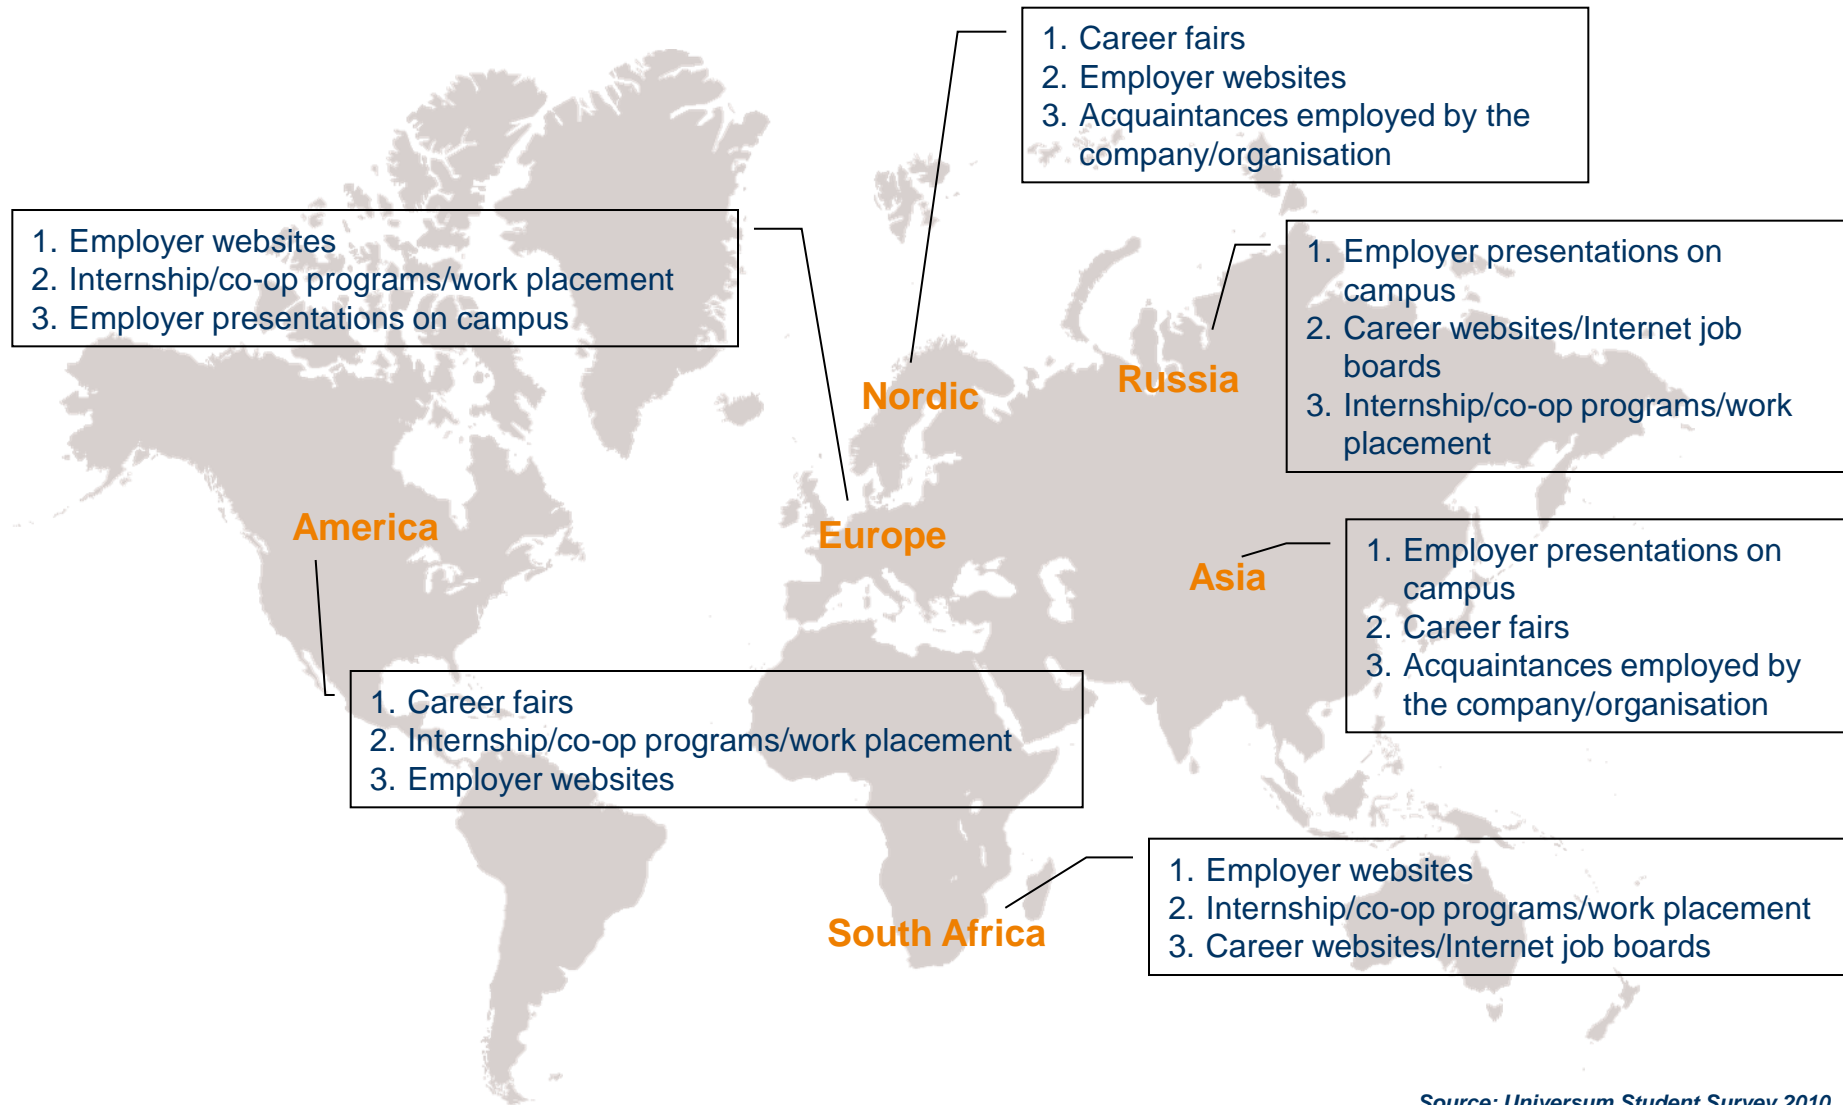 1. Career fairs
2. Employer websites
3. Acquaintances employed by the
company/organisation
1. Employer websites
2. Internship/co-op programs/work placement
3. Employer presentations on campus
1. Employer presentations on
campus
2. Career websites/Internet job
boards
3. Internship/co-op programs/work
placement
Nordic
Russia
America
Europe
Asia
1. Employer presentations on
campus
2. Career fairs
3. Acquaintances employed by
the company/organisation
1. Career fairs
2. Internship/co-op programs/work placement
3. Employer websites
South Africa
1. Employer websites
2. Internship/co-op programs/work placement
3. Career websites/Internet job boards
Source: Universum Student Survey 2010